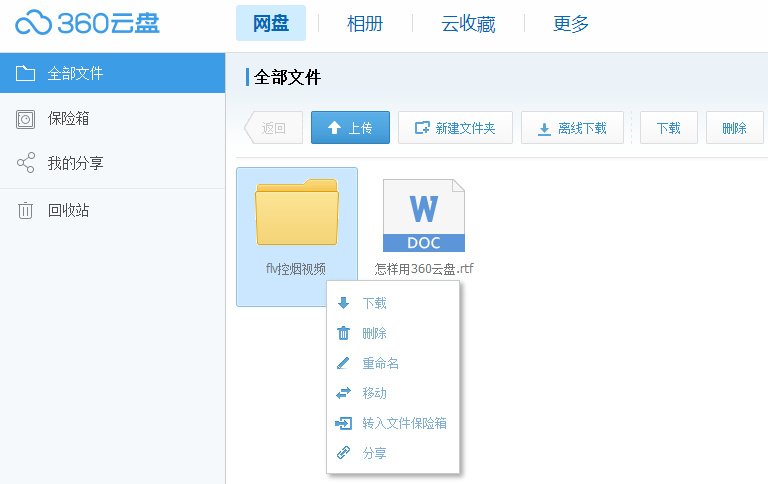 360云盘
网盘
相册
云收藏
更多
全部文件
保险箱
我的分享
回收站
全部文件
返回
上传
新建文件夹
离线下载
下载
删除
flv控烟视频
W
DOC
怎样用360云盘.rtf
下载
删除
重命名
移动
转入文件保险箱
分享